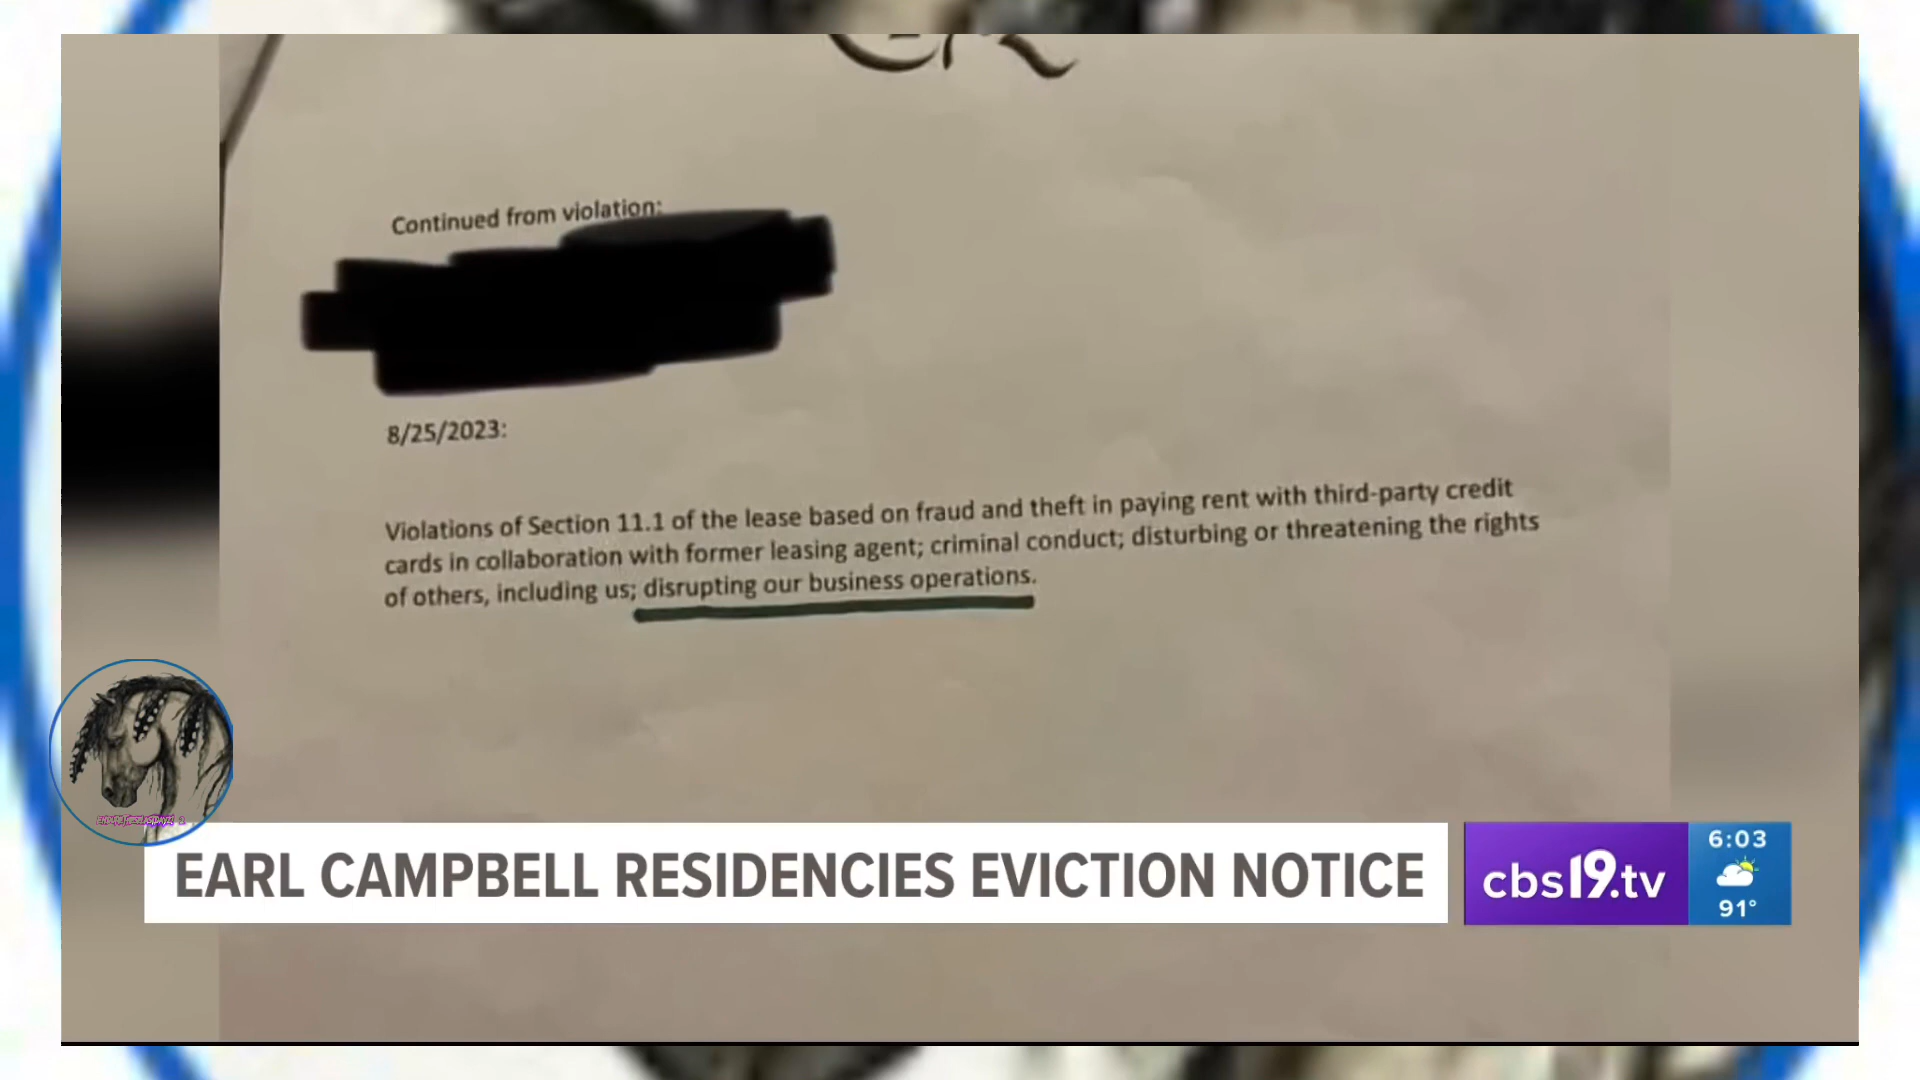 Continued from violation:
8/25/2023:
Violations of Section 11.1 of the lease based on fraud and theft in paying rent with third-party credit
cards in collaboration with former leasing agent; criminal conduct; disturbing or threatening the rights
of others, including us; disrupting our business operations.
EARL CAMPBELL RESIDENCIES EVICTION NOTICE
cbs19.tv
6:03
91°